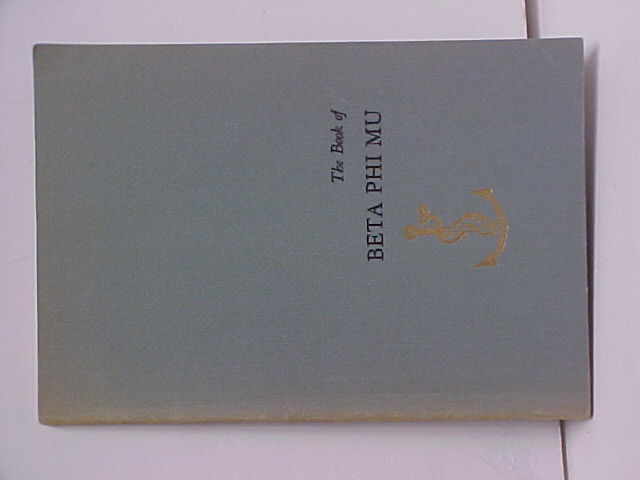 The Book of
BETA PHI MU